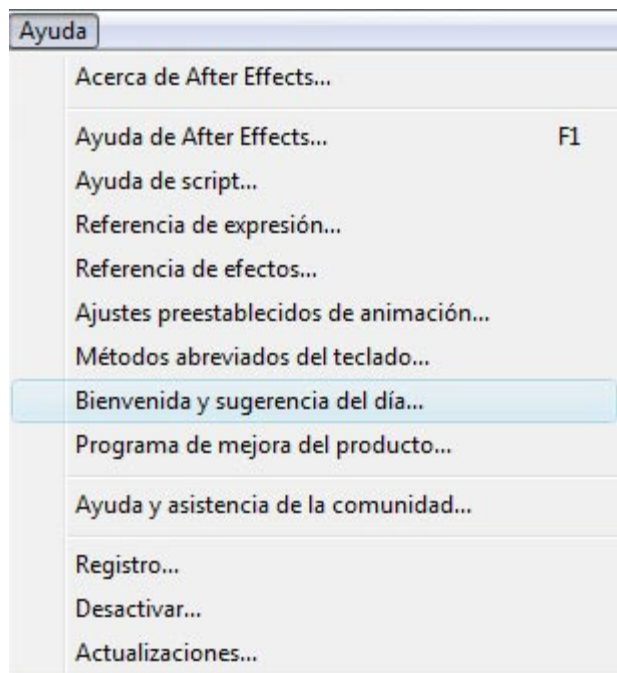 Ayuda
Acerca de After Effects...
Ayuda de After Effects... F1
Ayuda de script...
Referencia de expresión...
Referencia de efectos...
Ajustes preestablecidos de animación...
Métodos abreviados del teclado...
Bienvenida y sugerencia del día...
Programa de mejora del producto...
Ayuda y asistencia de la comunidad...
Registro...
Desactivar...
Actualizaciones...